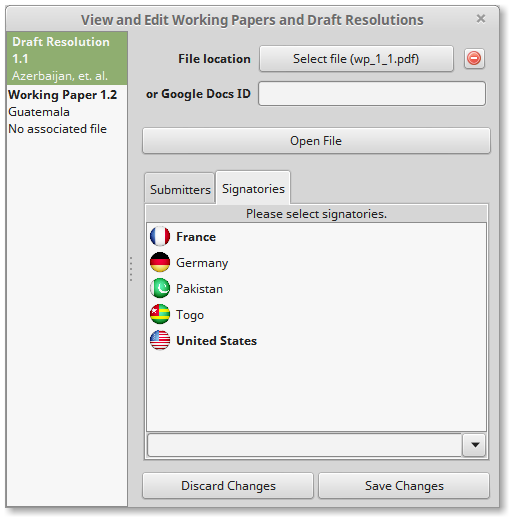 View and Edit Working Papers and Draft Resolutions
Draft Resolution
1.1
Azerbaijan, et. al.
Working Paper 1.2
Guatemala
No associated file
File location
Select file (wp_1_1.pdf)
or Google Docs ID
Open File
Submitters
Signatories
Please select signatories.
France
Germany
Pakistan
Togo
United States
Discard Changes
Save Changes